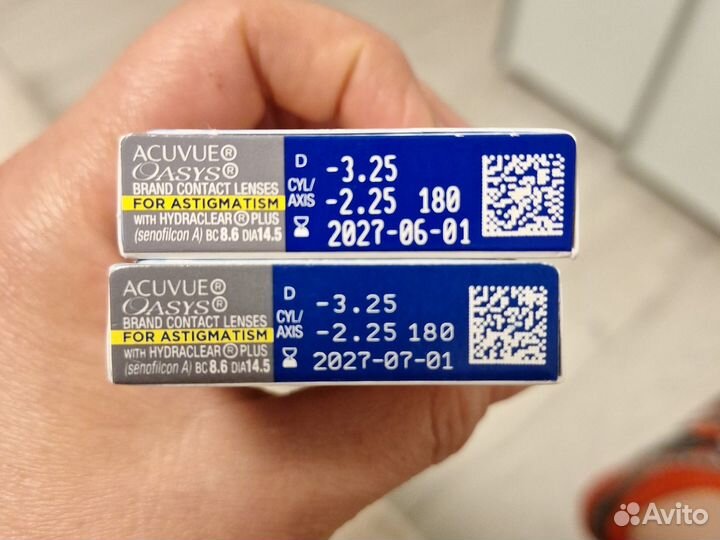 ACUVUE®
OASYS®
BRAND CONTACT LENSES
FOR ASTIGMATISM
WITH HYDRACLEAR® PLUS
(senofilcon A) BC 8.6 DIA 14.5
D -3.25
CYL/AXIS -2.25 180
2027-06-01
ACUVUE®
OASYS®
BRAND CONTACT LENSES
FOR ASTIGMATISM
WITH HYDRACLEAR® PLUS
(senofilcon A) BC 8.6 DIA 14.5
D -3.25
CYL/AXIS -2.25 180
2027-07-01
Avito